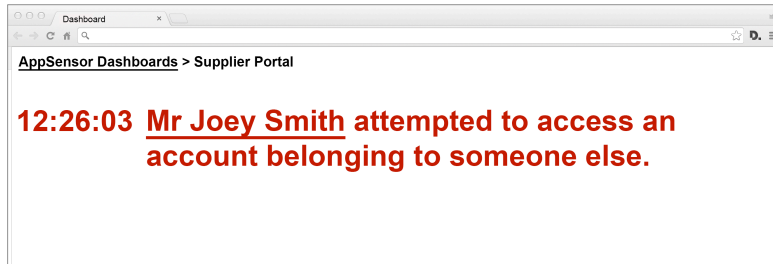 Dashboard
AppSensor Dashboards > Supplier Portal
12:26:03 Mr Joey Smith attempted to access an
account belonging to someone else.